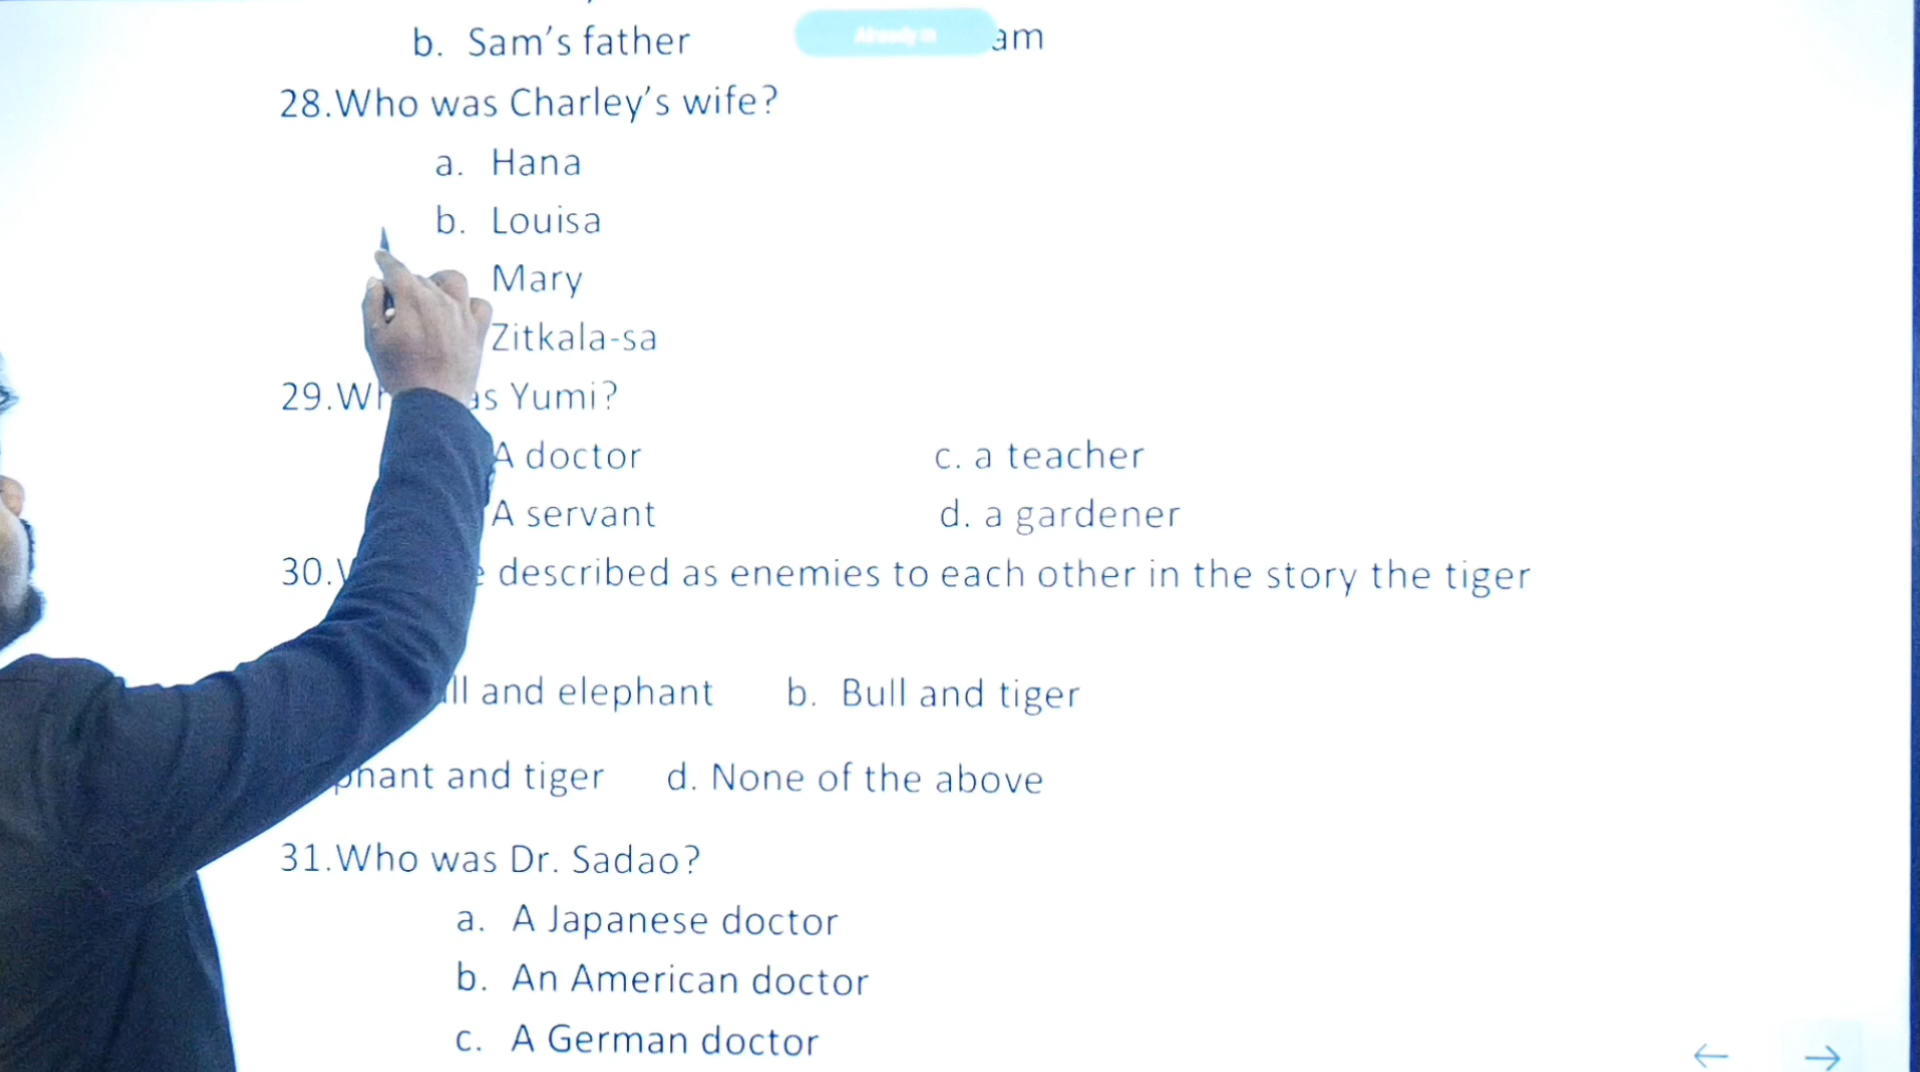 b. Sam's father am
28.Who was Charley's wife?
a. Hana
b. Louisa
Mary
Zitkala-sa
29. Yumi?
A doctor c. a teacher
A servant d. a gardener
30. described as enemies to each other in the story the tiger
and elephant b. Bull and tiger
and tiger d. None of the above
31.Who was Dr. Sadao?
a. A Japanese doctor
b. An American doctor
c. A German doctor